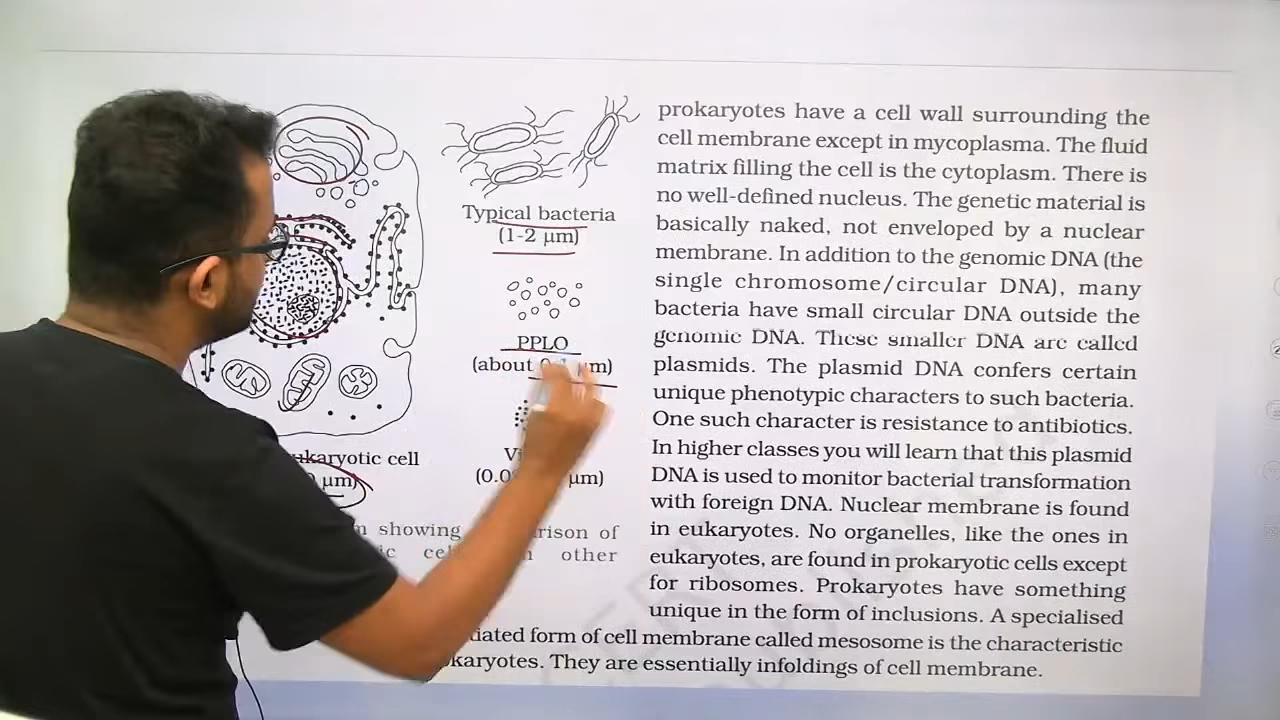 Typical bacteria
(1-2 µm)
PPLO
(about µm)
µm)
eukaryotic cell
µm)
showing of
other
prokaryotes have a cell wall surrounding the
cell membrane except in mycoplasma. The fluid
matrix filling the cell is the cytoplasm. There is
no well-defined nucleus. The genetic material is
basically naked, not enveloped by a nuclear
membrane. In addition to the genomic DNA (the
single chromosome/circular DNA), many
bacteria have small circular DNA outside the
genomic DNA. These smaller DNA are called
plasmids. The plasmid DNA confers certain
unique phenotypic characters to such bacteria.
One such character is resistance to antibiotics.
In higher classes you will learn that this plasmid
DNA is used to monitor bacterial transformation
with foreign DNA. Nuclear membrane is found
in eukaryotes. No organelles, like the ones in
eukaryotes, are found in prokaryotic cells except
for ribosomes. Prokaryotes have something
unique in the form of inclusions. A specialised
form of cell membrane called mesosome is the characteristic
They are essentially infoldings of cell membrane.